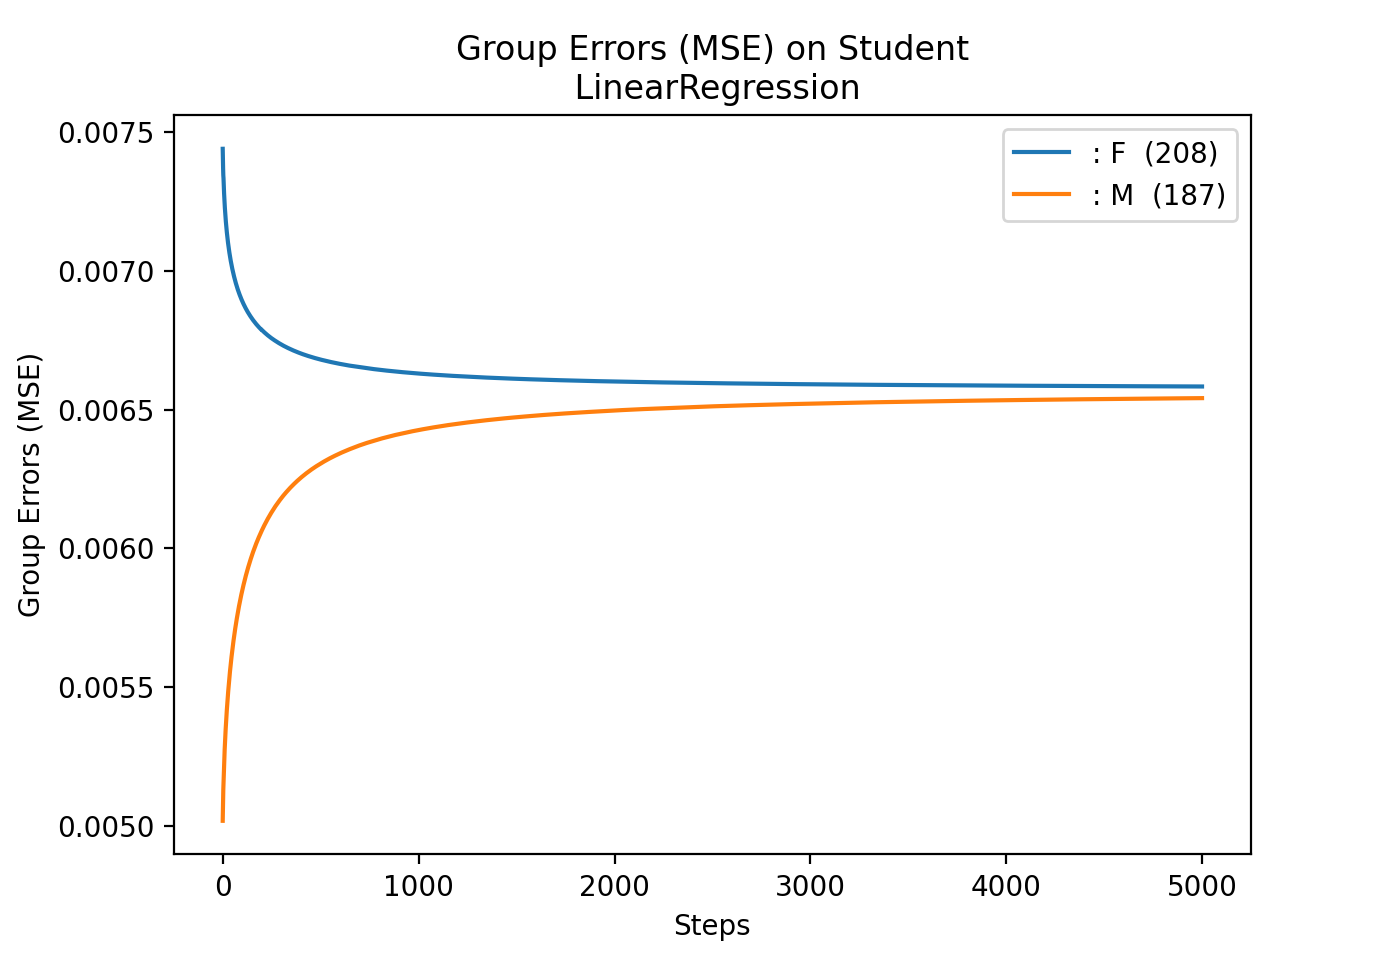 Group Errors (MSE) on Student
LinearRegression
: F (208)
: M (187)
Group Errors (MSE)
0.0075
0.0070
0.0065
0.0060
0.0055
0.0050
0
1000
2000
3000
4000
5000
Steps